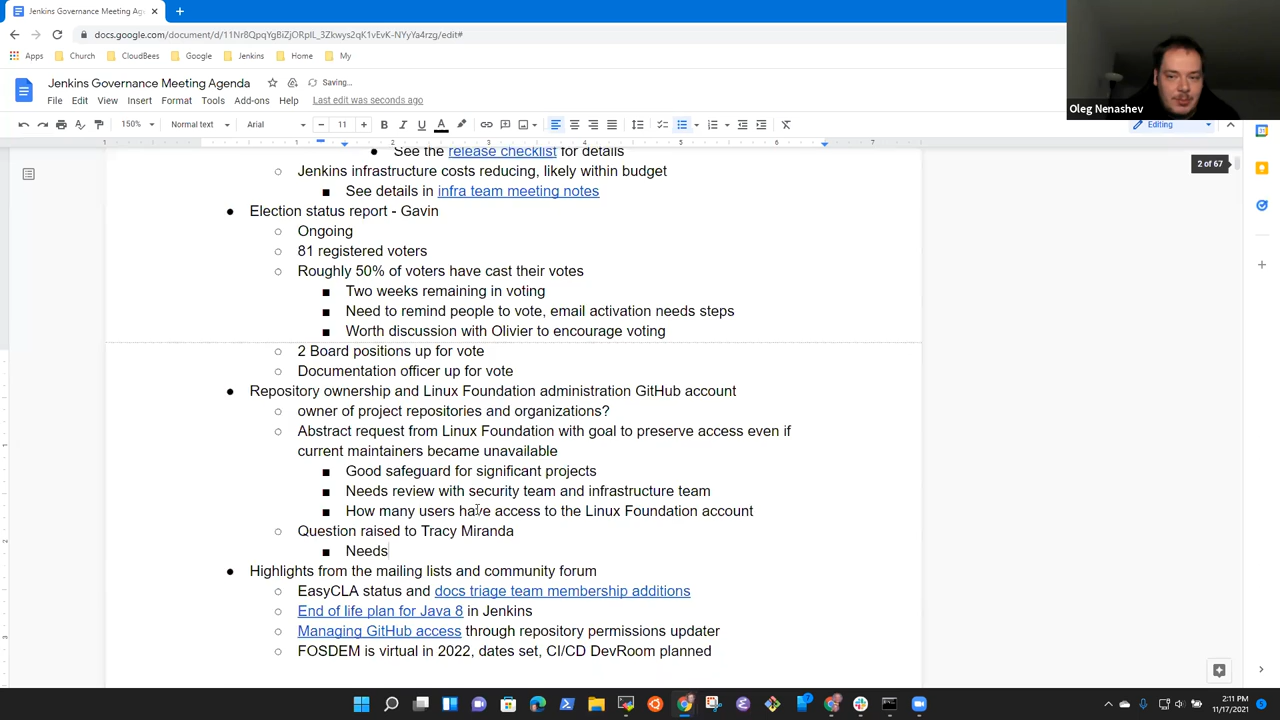 Jenkins Governance Meeting Ag
docs.google.com/document/d/11Nr8QpqYgBiZjORpIL_3Zkwys2qK1vEvK-NYyYa4rzg/edit#
Apps Church CloudBees Google Jenkins Home My
Jenkins Governance Meeting Agenda Saving...
File Edit View Insert Format Tools Add-ons Help Last edit was seconds ago
Oleg Nenashev
150% Normal text Arial 11 Editing
1 1 2 3 4 5 6 7
2 of 67
See the release checklist for details
Jenkins infrastructure costs reducing, likely within budget
See details in infra team meeting notes
Election status report - Gavin
Ongoing
81 registered voters
Roughly 50% of voters have cast their votes
Two weeks remaining in voting
Need to remind people to vote, email activation needs steps
Worth discussion with Olivier to encourage voting
2 Board positions up for vote
Documentation officer up for vote
Repository ownership and Linux Foundation administration GitHub account
owner of project repositories and organizations?
Abstract request from Linux Foundation with goal to preserve access even if
current maintainers became unavailable
Good safeguard for significant projects
Needs review with security team and infrastructure team
How many users have access to the Linux Foundation account
Question raised to Tracy Miranda
Needs
Highlights from the mailing lists and community forum
EasyCLA status and docs triage team membership additions
End of life plan for Java 8 in Jenkins
Managing GitHub access through repository permissions updater
FOSDEM is virtual in 2022, dates set, CI/CD DevRoom planned
2:11 PM
11/17/2021